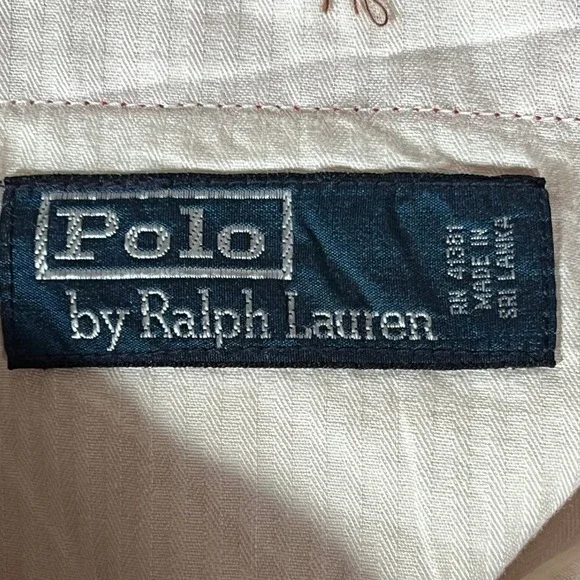 Polo
by Ralph Lauren
RN 41381
MADE IN
SRI LANKA